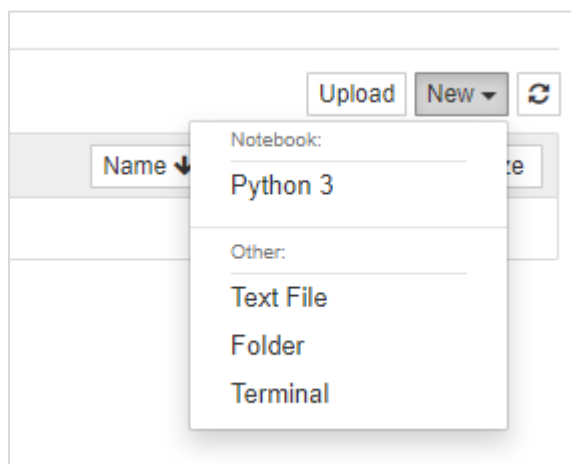 Upload New
Name
Notebook:
Python 3
Other:
Text File
Folder
Terminal